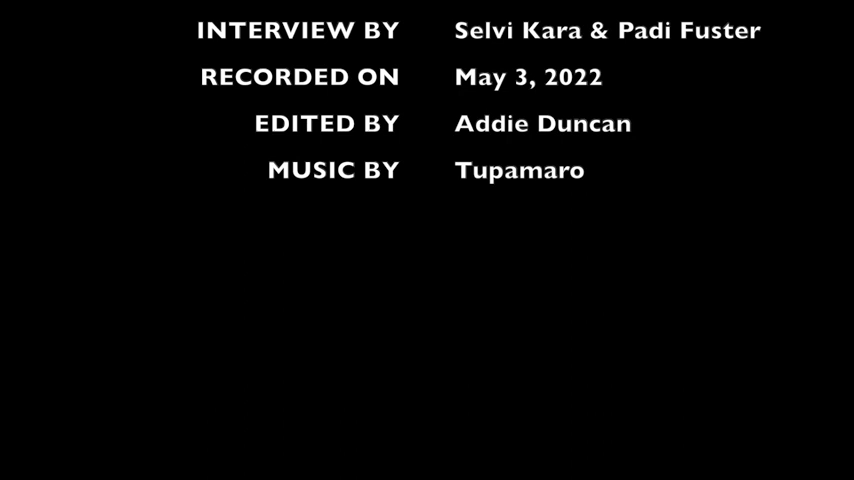 INTERVIEW BY Selvi Kara & Padi Fuster
RECORDED ON May 3, 2022
EDITED BY Addie Duncan
MUSIC BY Tupamaro